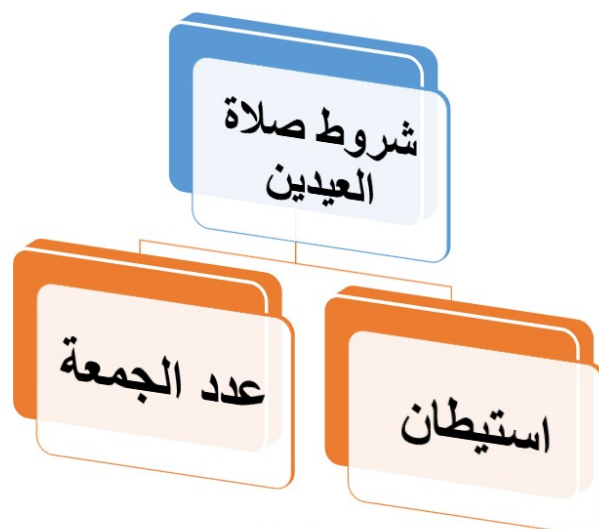 شروط صلاة
العيدين
استيطان
عدد الجمعة